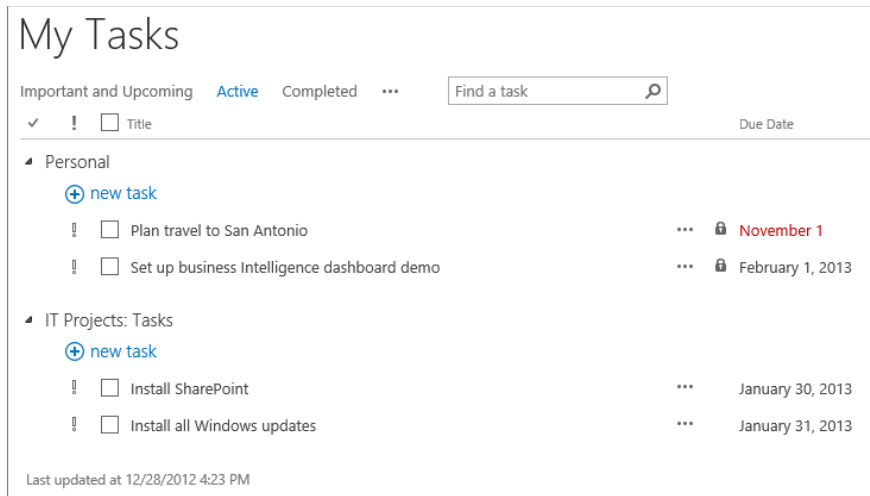 My Tasks
Important and Upcoming Active Completed ••• Find a task
✓ ! Title Due Date
Personal
new task
! Plan travel to San Antonio ••• November 1
! Set up business Intelligence dashboard demo ••• February 1, 2013
IT Projects: Tasks
new task
! Install SharePoint ••• January 30, 2013
! Install all Windows updates ••• January 31, 2013
Last updated at 12/28/2012 4:23 PM